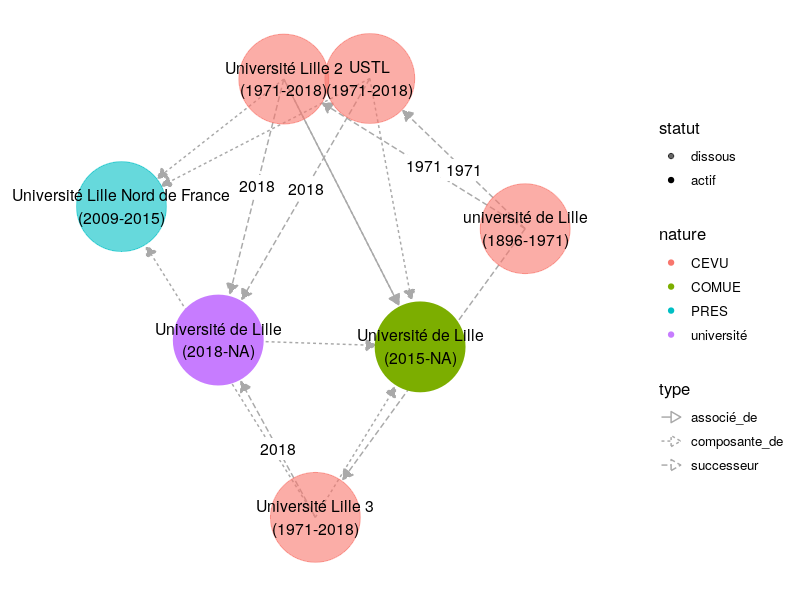 Université Lille 2
(1971-2018)
USTL
(1971-2018)
1971
1971
2018
2018
Université Lille Nord de France
(2009-2015)
université de Lille
(1896-1971)
Université de Lille
(2018-NA)
Université de Lille
(2015-NA)
2018
Université Lille 3
(1971-2018)
statut
dissous
actif
nature
CEVU
COMUE
PRES
université
type
associé_de
composante_de
successeur